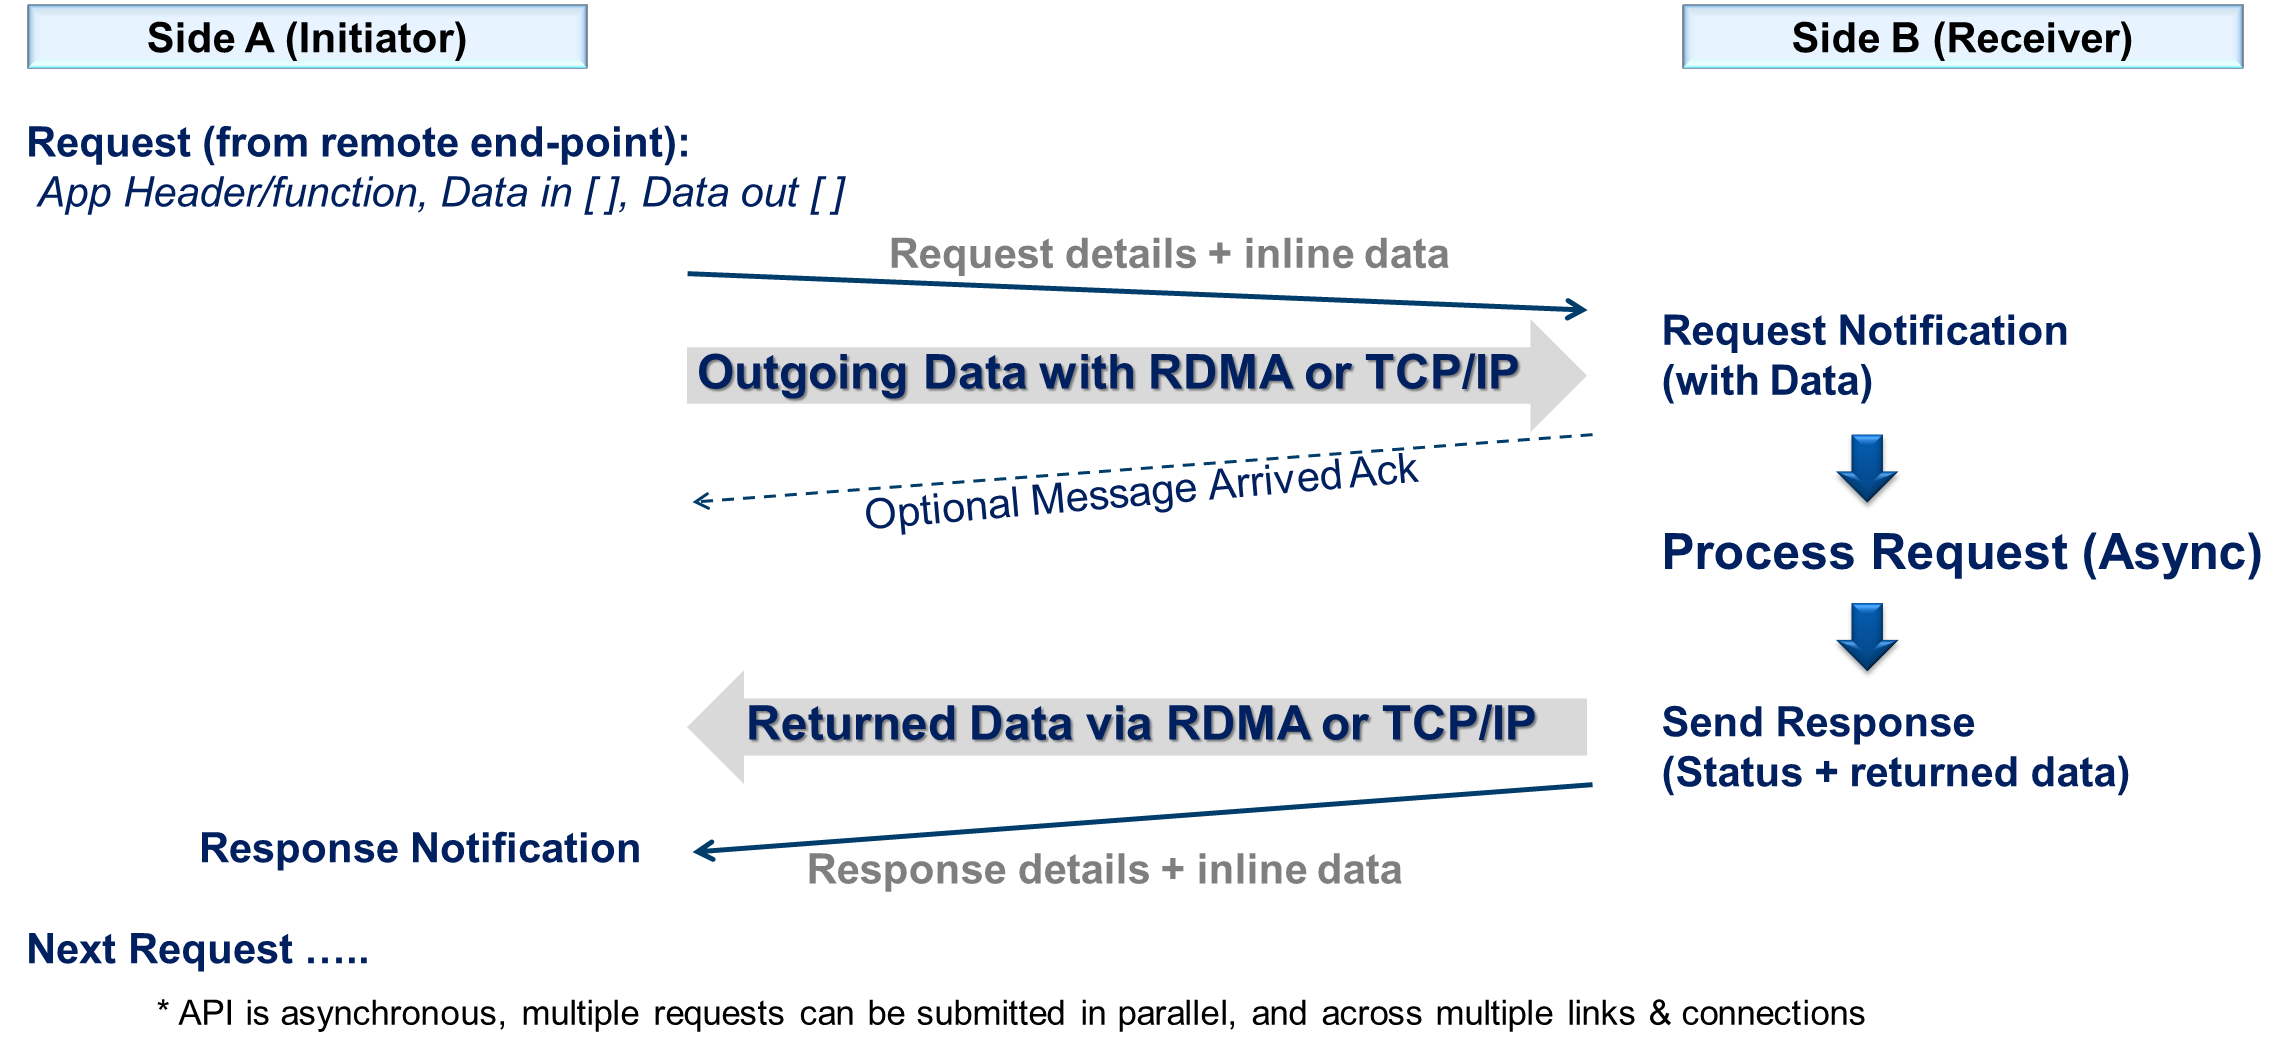 Side A (Initiator)
Side B (Receiver)
Request (from remote end-point):
App Header/function, Data in [ ], Data out [ ]
Request details + inline data
Request Notification
(with Data)
Outgoing Data with RDMA or TCP/IP
Optional Message Arrived Ack
Process Request (Async)
Returned Data via RDMA or TCP/IP
Send Response
(Status + returned data)
Response Notification
Response details + inline data
Next Request .....
* API is asynchronous, multiple requests can be submitted in parallel, and across multiple links & connections